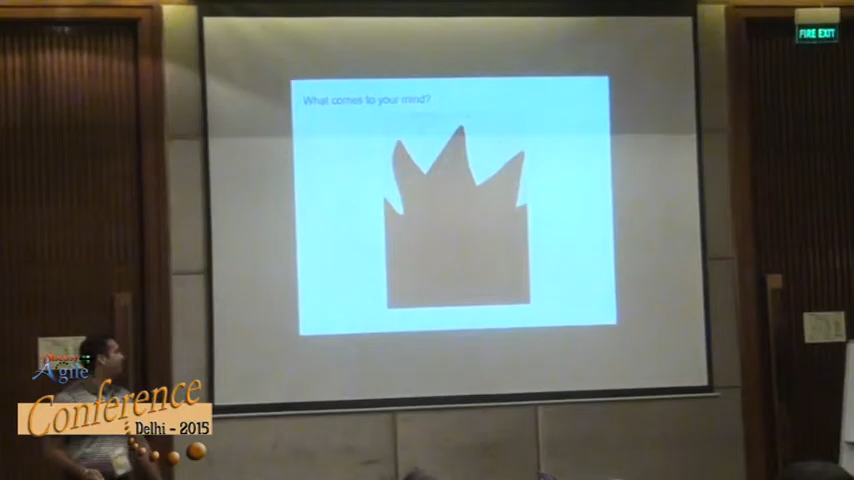 FIRE EXIT
What comes to your mind?
Agile
Conference
Delhi - 2015